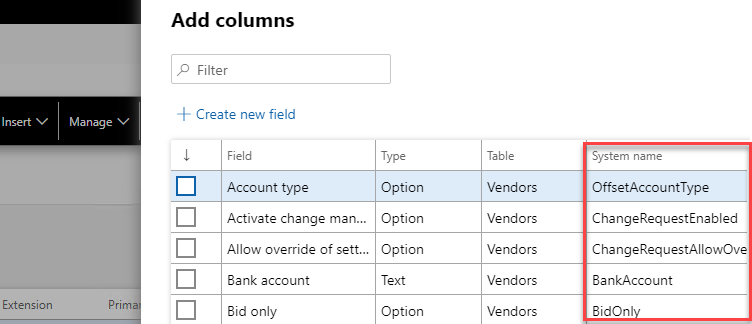 Add columns
Filter
Create new field
Insert Manage
↓ Field Type Table System name
Account type Option Vendors OffsetAccountType
Activate change man... Option Vendors ChangeRequestEnabled
Allow override of sett... Option Vendors ChangeRequestAllowOve
Bank account Text Vendors BankAccount
Extension Primar Bid only Option Vendors BidOnly